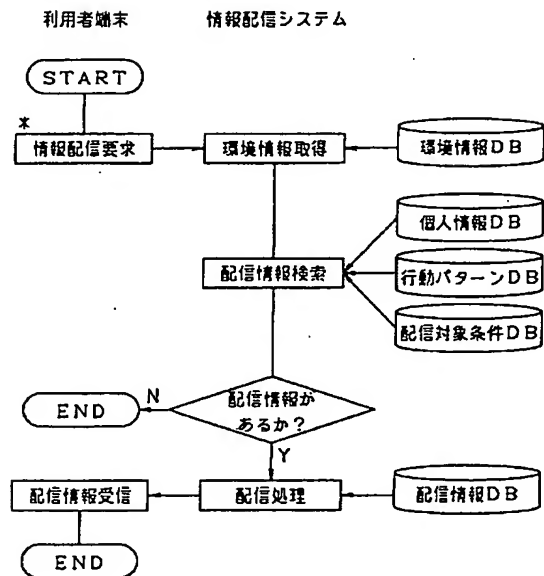 利用者端末 情報配信システム
START
*
情報配信要求 環境情報取得 環境情報DB
個人情報DB
配信情報検索 行動パターンDB
配信対象条件DB
配信情報が
あるか?
N
END
Y
配信情報受信 配信処理 配信情報DB
END